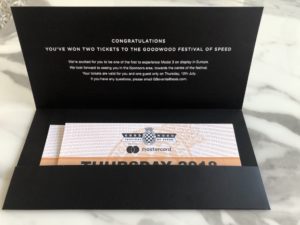 CONGRATULATIONS
YOU'VE WON TWO TICKETS TO THE GOODWOOD FESTIVAL OF SPEED
We're excited for you to be one of the first to experience Model 3 on display in Europe.
We look forward to seeing you in the Sponsors area, towards the centre of the festival.
Your tickets are valid for you and one guest only on Thursday, 12th July.
If you have any questions, please email
mastercard
THURSDAY 2018